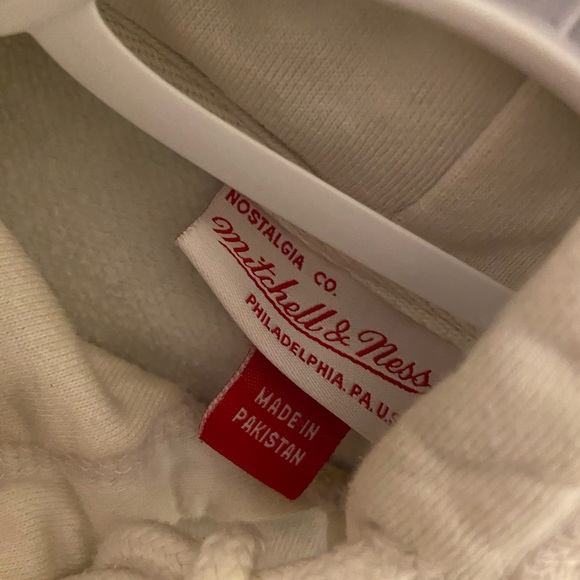 NOSTALGIA CO.
Mitchell & Ness
PHILADELPHIA, PA. U.S.
MADE IN
PAKISTAN